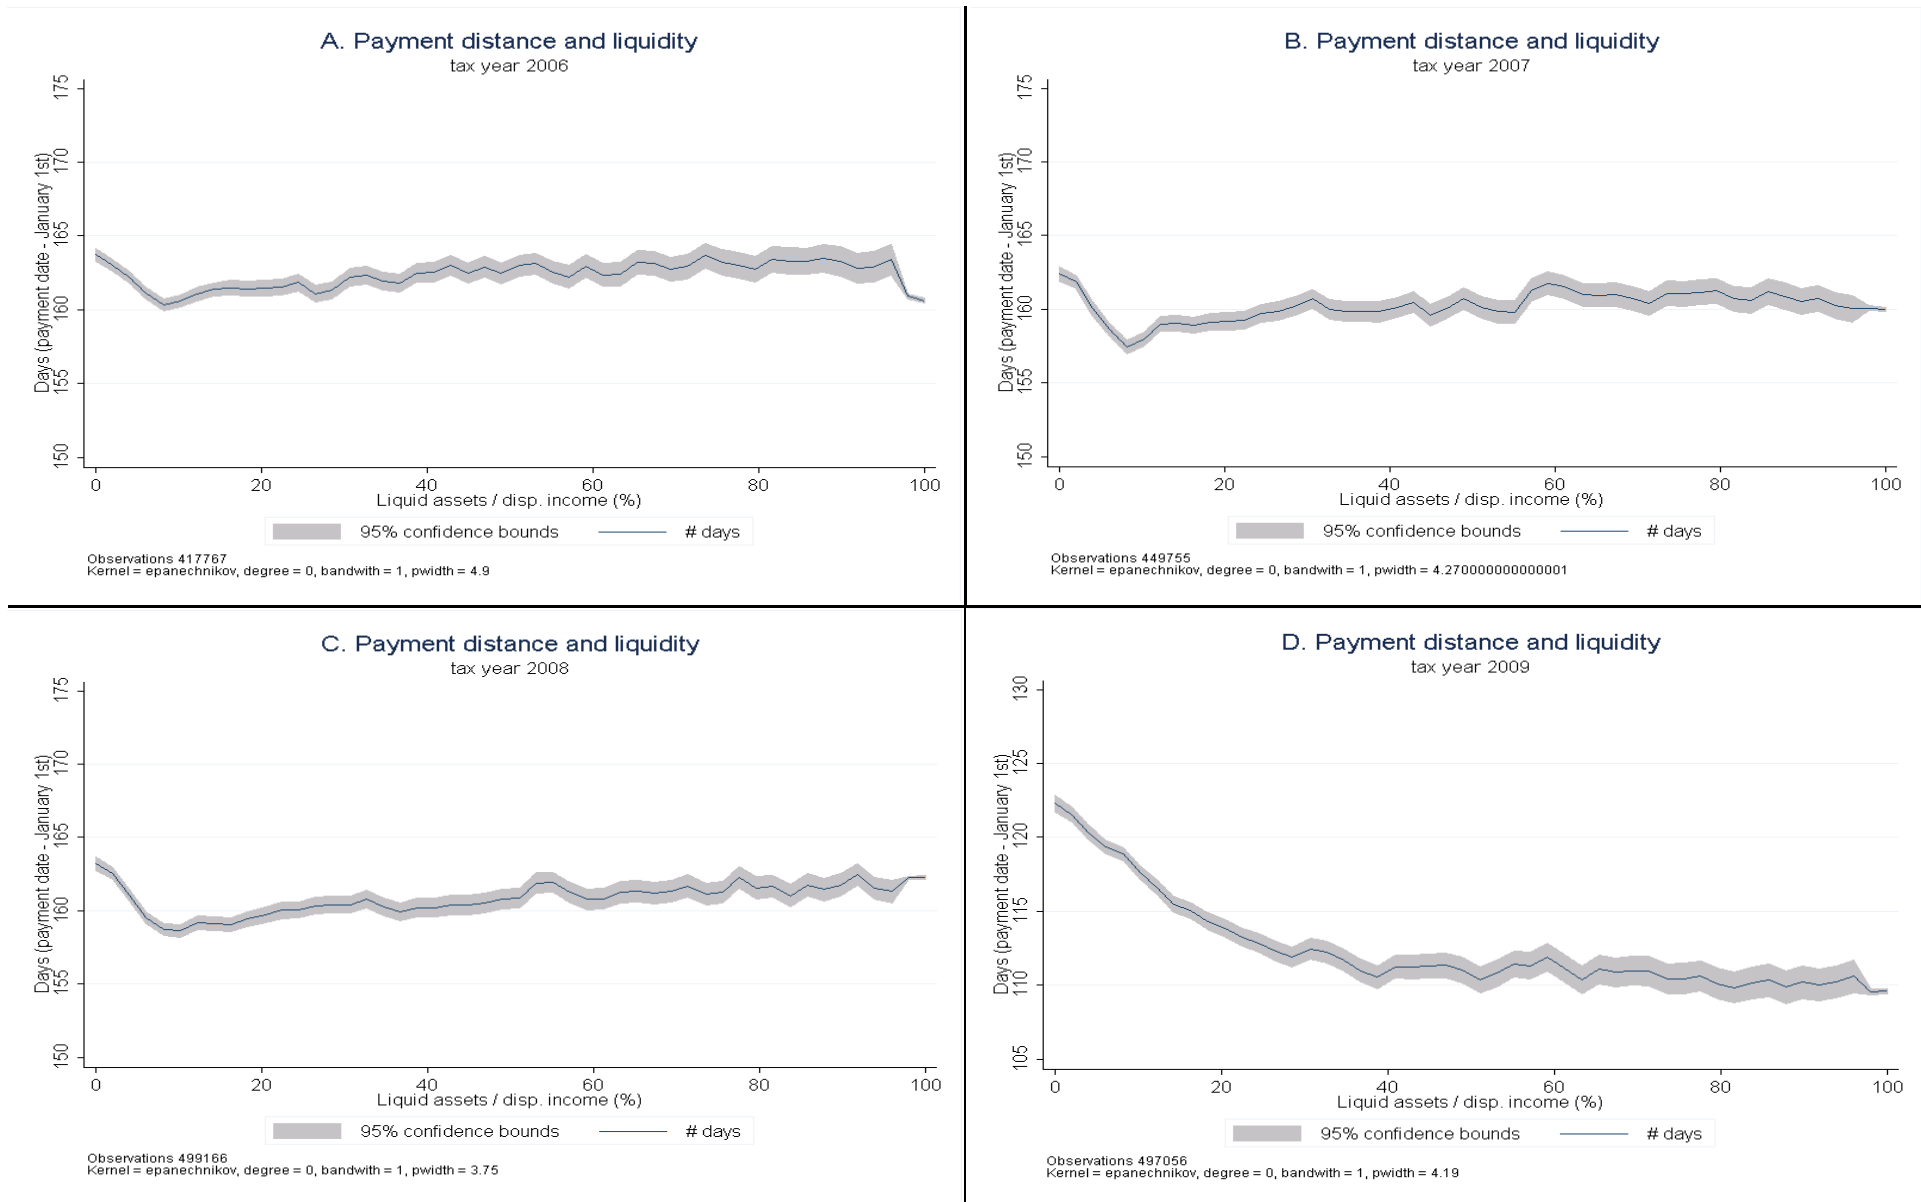 A. Payment distance and liquidity
tax year 2006
Days (payment date - January 1st)
175
170
165
160
155
150
0 20 40 60 80 100
Liquid assets / disp. income (%)
95% confidence bounds # days
Observations 417767
Kernel = epanechnikov, degree = 0, bandwith = 1, pwidth = 4.9
B. Payment distance and liquidity
tax year 2007
Days (payment date - January 1st)
175
170
165
160
155
150
0 20 40 60 80 100
Liquid assets / disp. income (%)
95% confidence bounds # days
Observations 449755
Kernel = epanechnikov, degree = 0, bandwith = 1, pwidth = 4.270000000000001
C. Payment distance and liquidity
tax year 2008
Days (payment date - January 1st)
175
170
165
160
155
150
0 20 40 60 80 100
Liquid assets / disp. income (%)
95% confidence bounds # days
Observations 499166
Kernel = epanechnikov, degree = 0, bandwith = 1, pwidth = 3.75
D. Payment distance and liquidity
tax year 2009
Days (payment date - January 1st)
130
125
120
115
110
105
0 20 40 60 80 100
Liquid assets / disp. income (%)
95% confidence bounds # days
Observations 497056
Kernel = epanechnikov, degree = 0, bandwith = 1, pwidth = 4.19